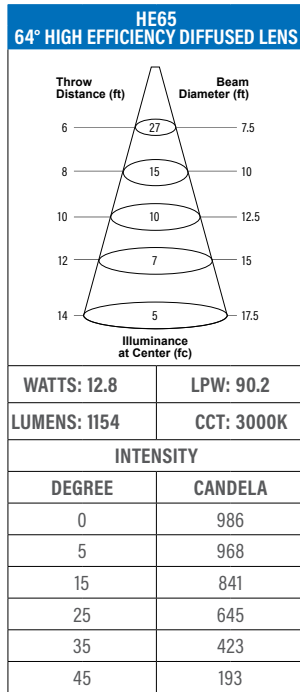 HE65
64° HIGH EFFICIENCY DIFFUSED LENS
Throw Beam
Distance (ft) Diameter (ft)
6 27 7.5
8 15 10
10 10 12.5
12 7 15
14 5 17.5
Illuminance
at Center (fc)
WATTS: 12.8 LPW: 90.2
LUMENS: 1154 CCT: 3000K
INTENSITY
DEGREE CANDELA
0 986
5 968
15 841
25 645
35 423
45 193